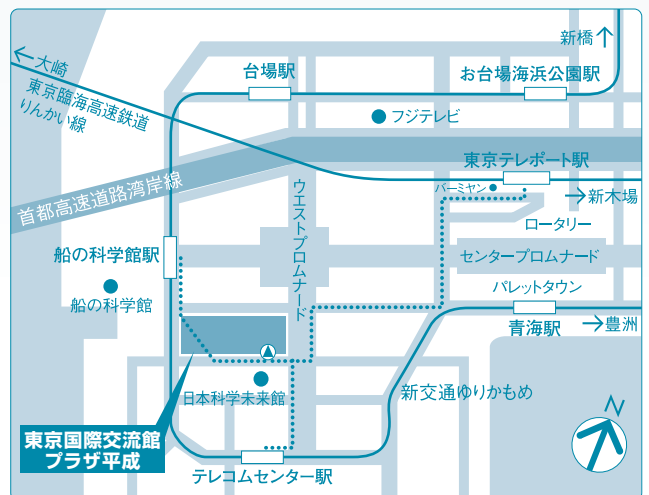 新橋
大崎
台場駅
お台場海浜公園駅
東京臨海高速鉄道
りんかい線
フジテレビ
東京テレポート駅
バーミヤン
新木場
首都高速道路湾岸線
ウエストプロムナード
ロータリー
船の科学館駅
センタープロムナード
船の科学館
パレットタウン
青海駅
豊洲
日本科学未来館
新交通ゆりかもめ
N
東京国際交流館
プラザ平成
テレコムセンター駅